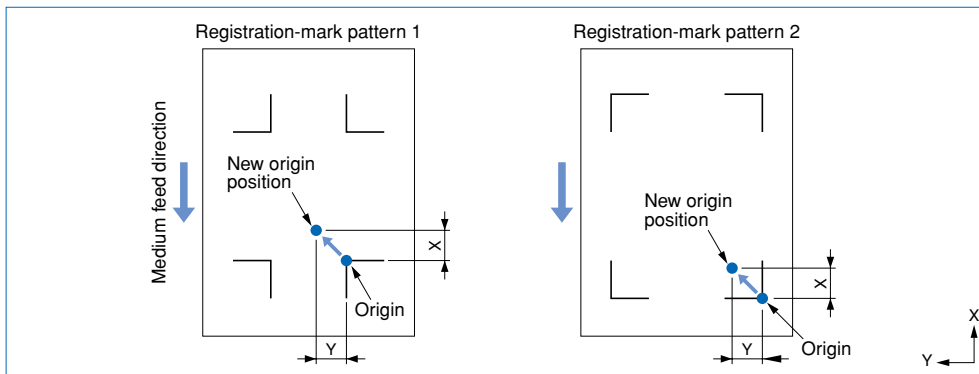 Registration-mark pattern 1
Registration-mark pattern 2
Medium feed direction
New origin
position
X
Origin
Y
New origin
position
X
Origin
Y
X
Y